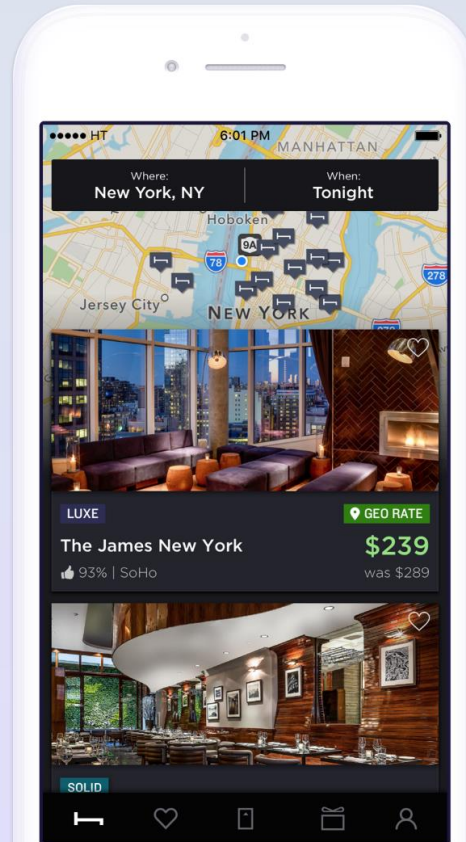 HT
6:01 PM
MANHATTAN
Where:
New York, NY
When:
Tonight
Hoboken
9A
78
278
Jersey City
NEW YORK
LUXE
GEO RATE
The James New York
$239
93% | SoHo
was $289
SOLID